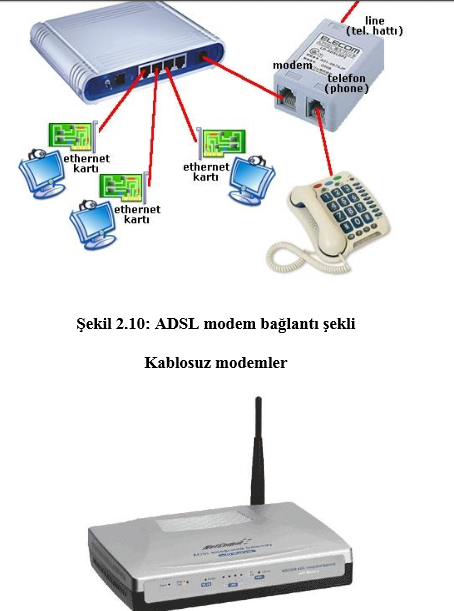 line
(tel. hattı)
ELECOM
modem
telefon
(phone)
ethernet
kartı
ethernet
kartı
ethernet
kartı
Şekil 2.10: ADSL modem bağlantı şekli
Kablosuz modemler